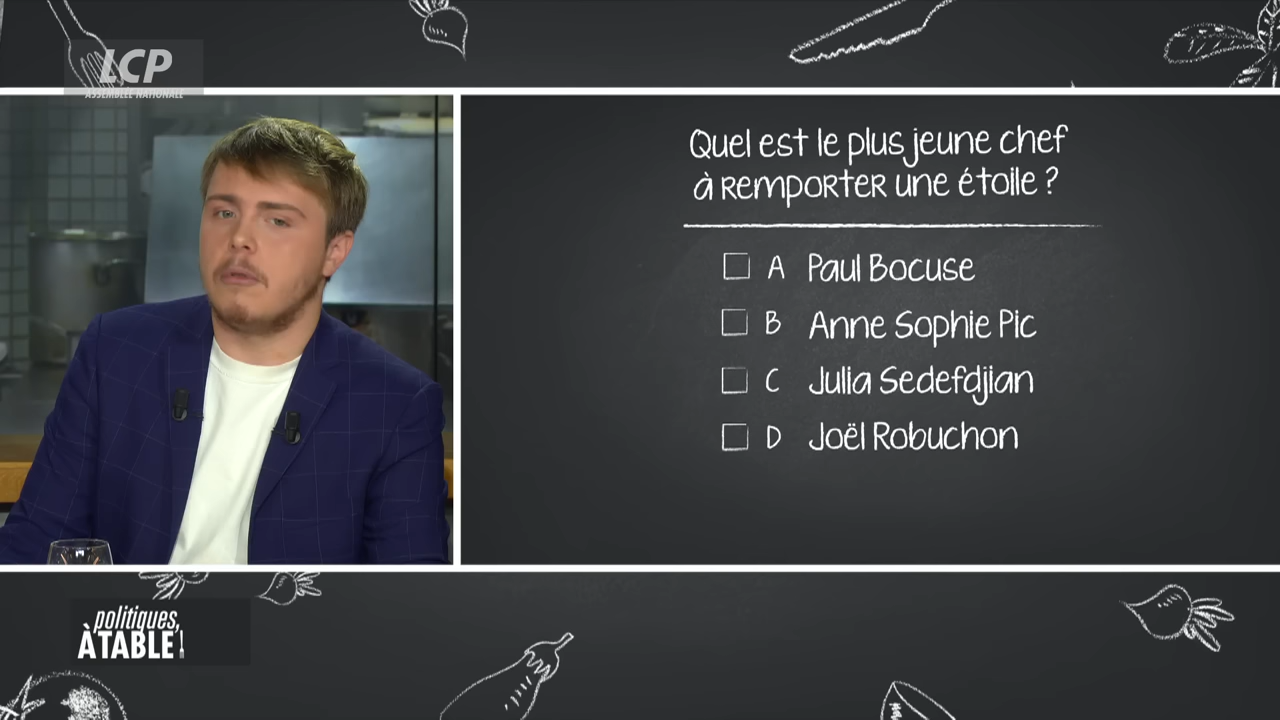 LCP
ASSEMBLÉE NATIONALE
Quel est le plus jeune chef
à remporter une étoile ?
A Paul Bocuse
B Anne Sophie Pic
C Julia Sedefdjian
D Joël Robuchon
politiques,
À TABLE!